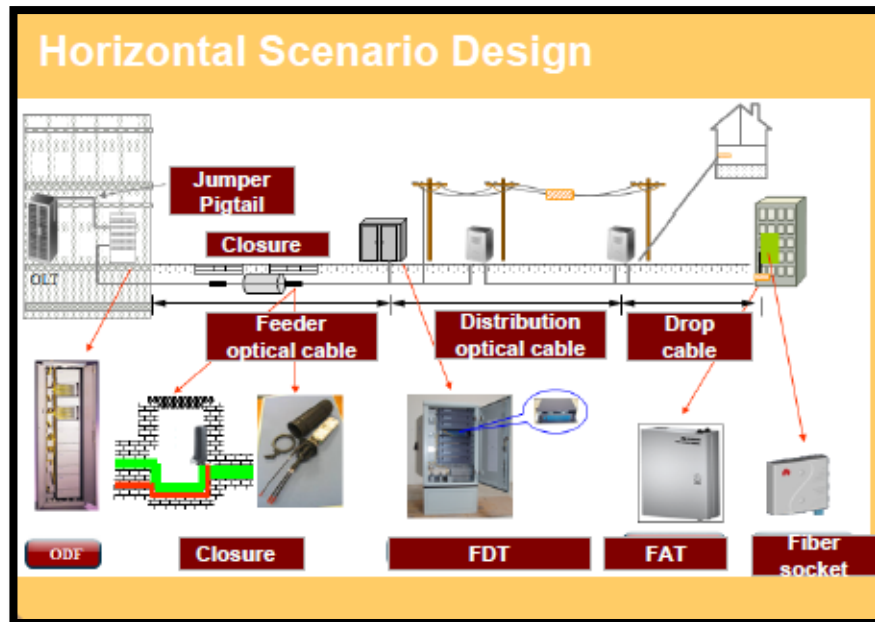 Horizontal Scenario Design
Jumper
Pigtail
Closure
OLT
Feeder
optical cable
Distribution
optical cable
Drop
cable
ODF
Closure
FDT
FAT
Fiber
socket